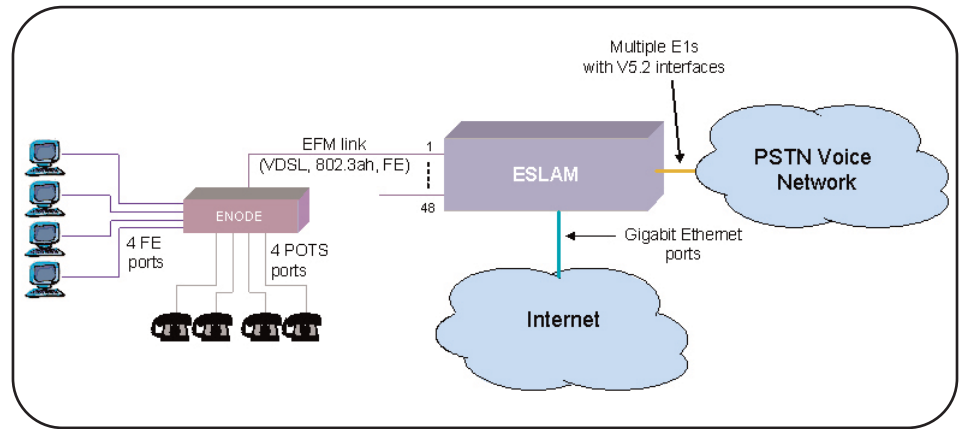 Multiple E1s
with V5.2 interfaces
EFM link
(VDSL, 802.3ah, FE)
1
48
ESLAM
PSTN Voice
Network
ENODE
4 FE
ports
4 POTS
ports
Gigabit Ethernet
ports
Internet